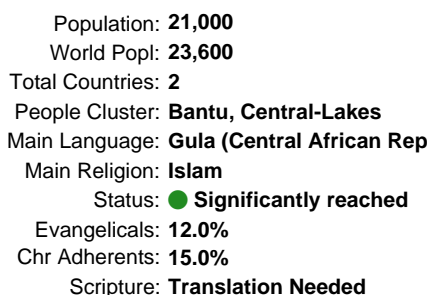 Population: 21,000
World Popl: 23,600
Total Countries: 2
People Cluster: Bantu, Central-Lakes
Main Language: Gula (Central African Rep
Main Religion: Islam
Status: Significantly reached
Evangelicals: 12.0%
Chr Adherents: 15.0%
Scripture: Translation Needed